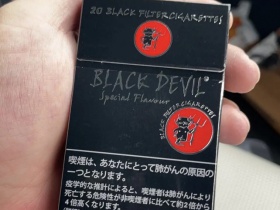 20 BLACK FILTER CIGARETTES
BLACK DEVIL
Special Flavour
BLACK FILTER CIGARETTES
喫煙は、あなたにとって肺がんの原因の
一つとなります。
疫学的な推計によると、喫煙者は肺がんにより
死亡する危険性が非喫煙者に比べて約2倍から
4倍高くなります。